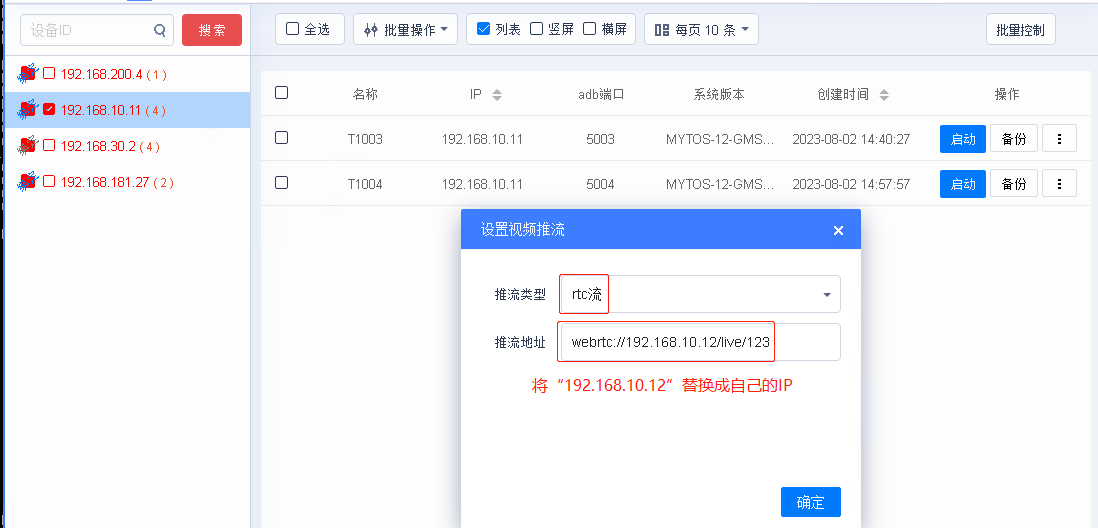 设备ID
搜索
全选
批量操作
列表
竖屏
横屏
每页 10 条
批量控制
192.168.200.4 ( 1 )
192.168.10.11 ( 4 )
192.168.30.2 ( 4 )
192.168.181.27 ( 2 )
名称 IP adb端口 系统版本 创建时间 操作
T1003 192.168.10.11 5003 MYTOS-12-GMS... 2023-08-02 14:40:27 启动 备份
T1004 192.168.10.11 5004 MYTOS-12-GMS... 2023-08-02 14:57:57 启动 备份
设置视频推流
推流类型 rtc流
推流地址 webrtc://192.168.10.12/live/123
将“192.168.10.12”替换成自己的IP
确定